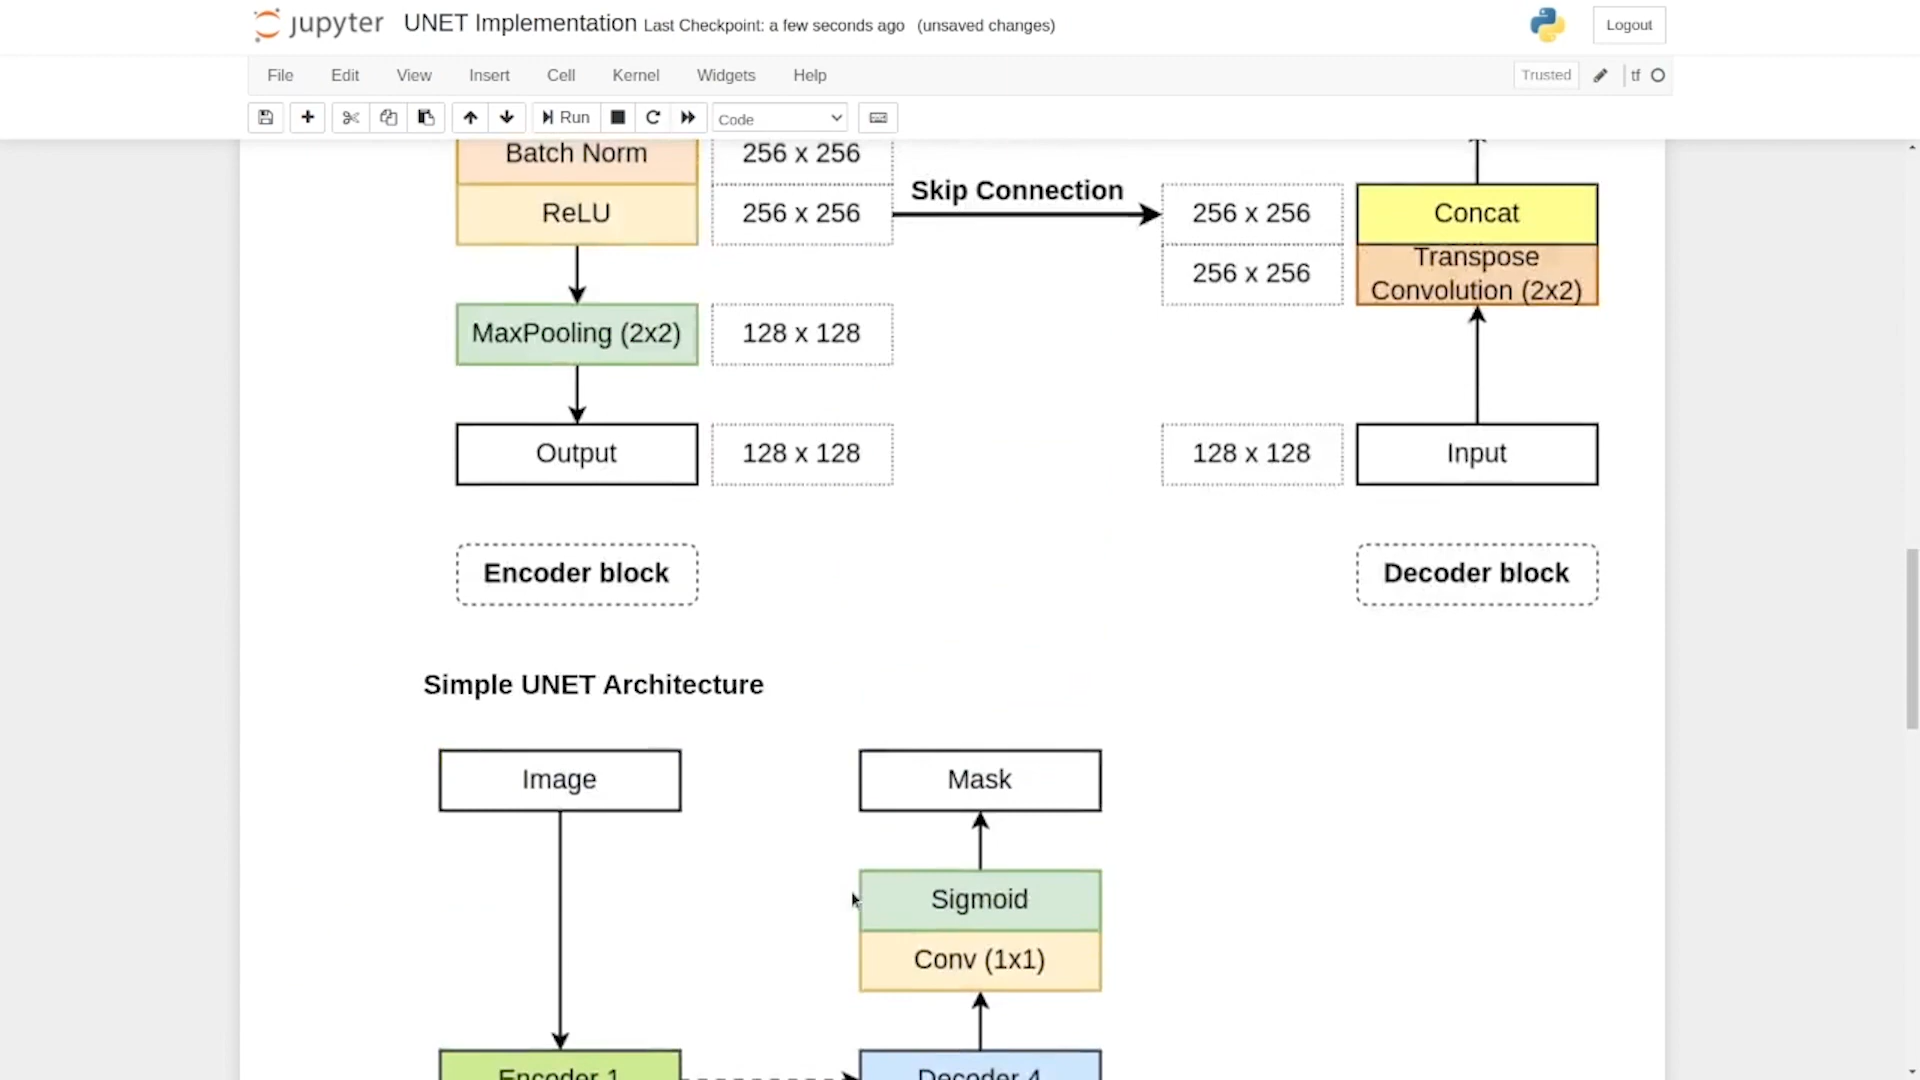 jupyter UNET Implementation Last Checkpoint: a few seconds ago (unsaved changes) Logout
File Edit View Insert Cell Kernel Widgets Help Trusted tf
Run Code
Batch Norm 256 x 256
Skip Connection
ReLU 256 x 256 256 x 256 Concat
256 x 256 Transpose
Convolution (2x2)
MaxPooling (2x2) 128 x 128
Output 128 x 128 128 x 128 Input
Encoder block Decoder block
Simple UNET Architecture
Image Mask
Sigmoid
Conv (1x1)
Encoder 1 Decoder 4